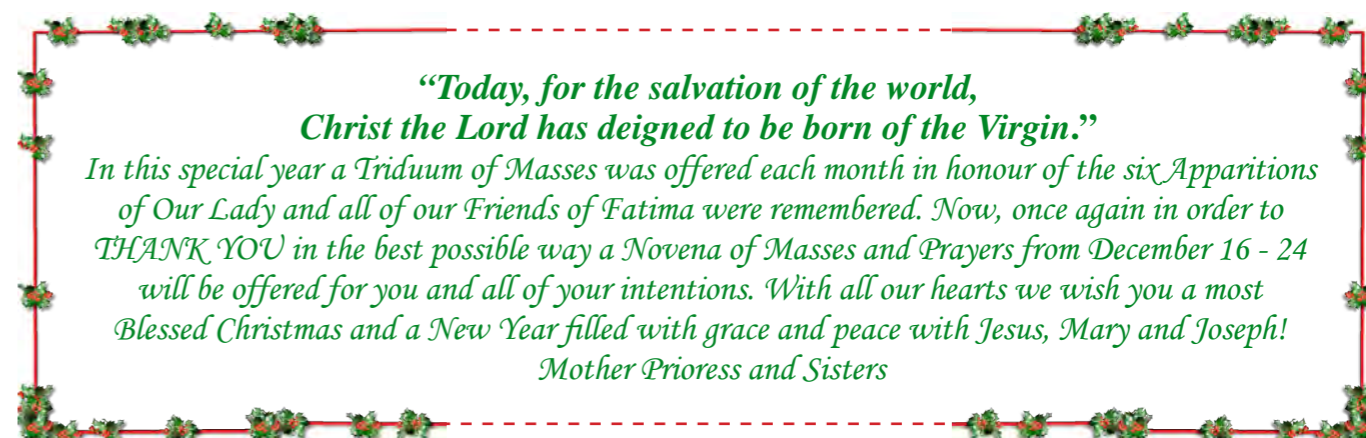 “Today, for the salvation of the world,
Christ the Lord has deigned to be born of the Virgin.”
In this special year a Triduum of Masses was offered each month in honour of the six Apparitions
of Our Lady and all of our Friends of Fatima were remembered. Now, once again in order to
THANK YOU in the best possible way a Novena of Masses and Prayers from December 16 - 24
will be offered for you and all of your intentions. With all our hearts we wish you a most
Blessed Christmas and a New Year filled with grace and peace with Jesus, Mary and Joseph!
Mother Prioress and Sisters